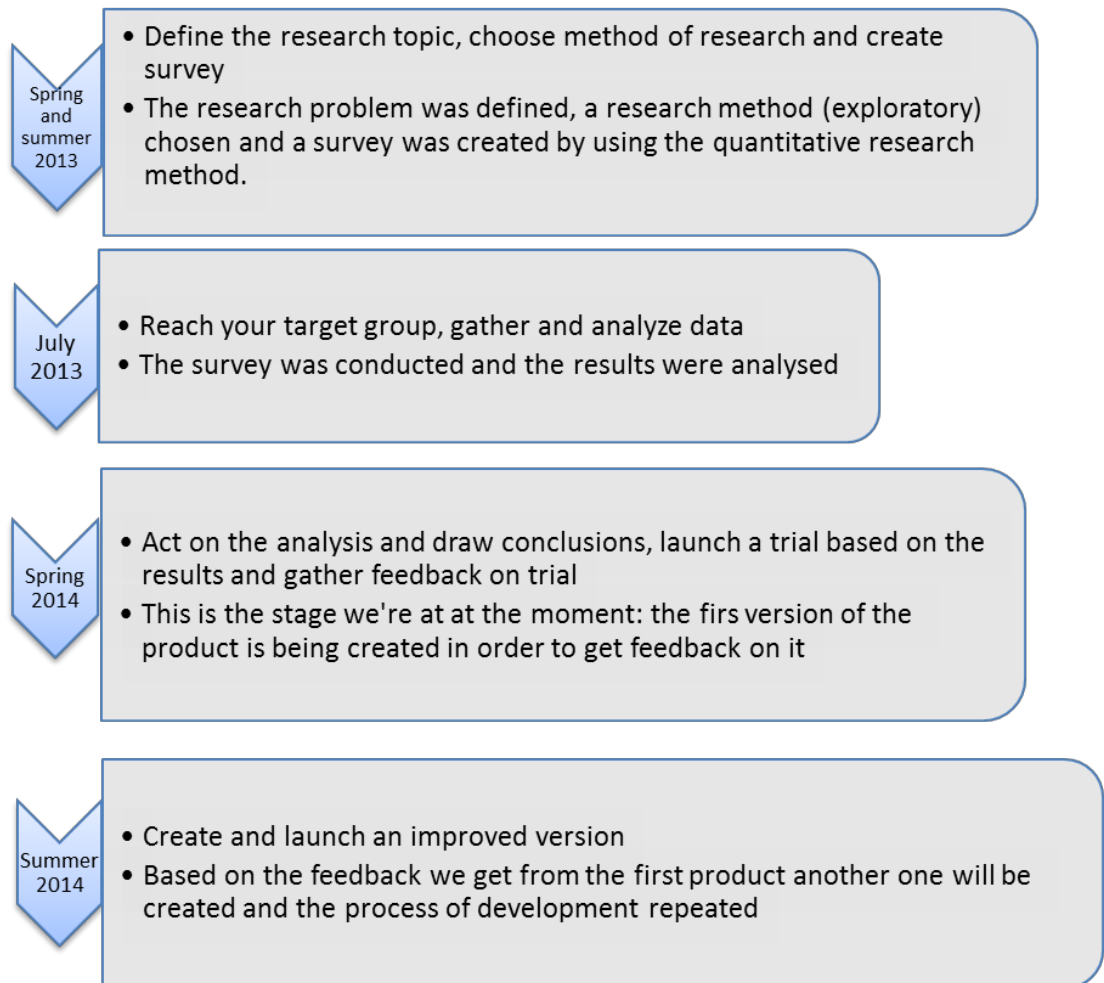 Spring
and
summer
2013
• Define the research topic, choose method of research and create
survey
• The research problem was defined, a research method (exploratory)
chosen and a survey was created by using the quantitative research
method.
July
2013
• Reach your target group, gather and analyze data
• The survey was conducted and the results were analysed
Spring
2014
• Act on the analysis and draw conclusions, launch a trial based on the
results and gather feedback on trial
• This is the stage we're at at the moment: the firs version of the
product is being created in order to get feedback on it
Summer
2014
• Create and launch an improved version
• Based on the feedback we get from the first product another one will be
created and the process of development repeated